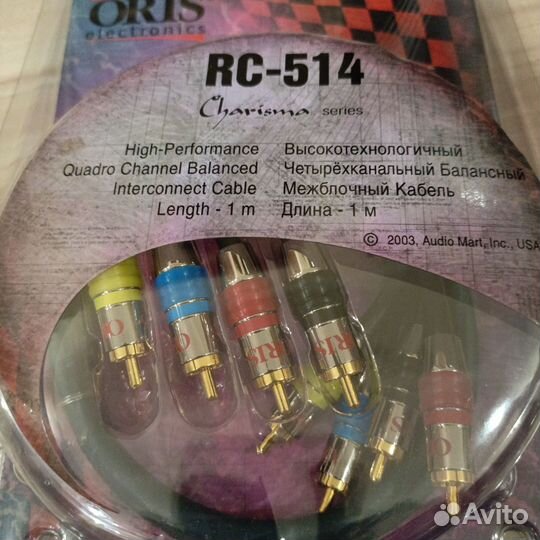 ORIS
electronics
RC-514
Charisma series
High-Performance Высокотехнологичный
Quadro Channel Balanced Четырёхканальный Балансный
Interconnect Cable Межблочный Кабель
Length - 1 m Длина - 1 м
© 2003, Audio Mart, Inc., USA
ORIS
Avito